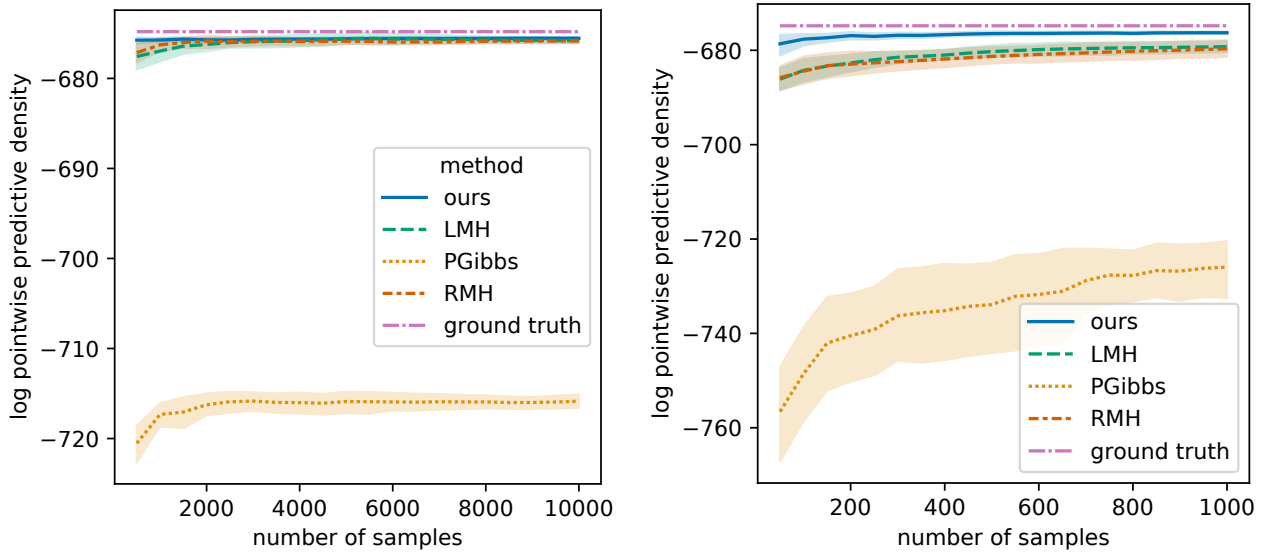 log pointwise predictive density
−680
−690
−700
−710
−720
method
ours
LMH
PGibbs
RMH
ground truth
2000
4000
6000
8000
10000
number of samples
log pointwise predictive density
−680
−700
−720
−740
−760
ours
LMH
PGibbs
RMH
ground truth
200
400
600
800
1000
number of samples